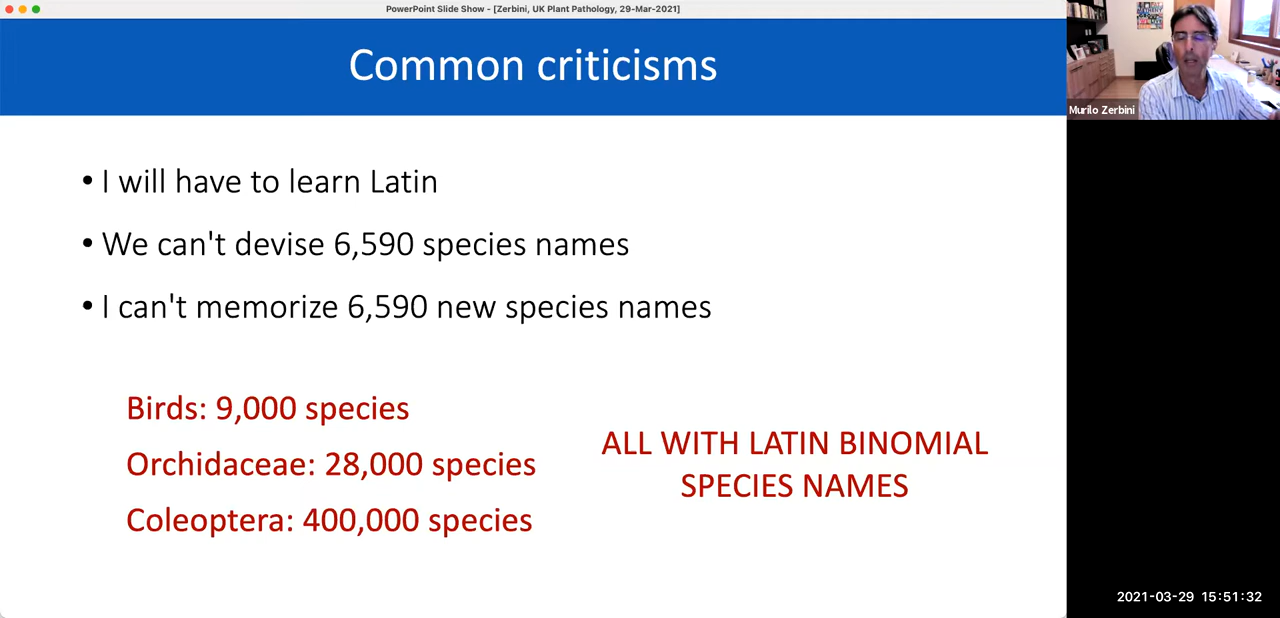 PowerPoint Slide Show - [Zerbini, UK Plant Pathology, 29-Mar-2021]
Common criticisms
• I will have to learn Latin
• We can't devise 6,590 species names
• I can't memorize 6,590 new species names
Birds: 9,000 species
Orchidaceae: 28,000 species
Coleoptera: 400,000 species
ALL WITH LATIN BINOMIAL
SPECIES NAMES
Murilo Zerbini
2021-03-29 15:51:32